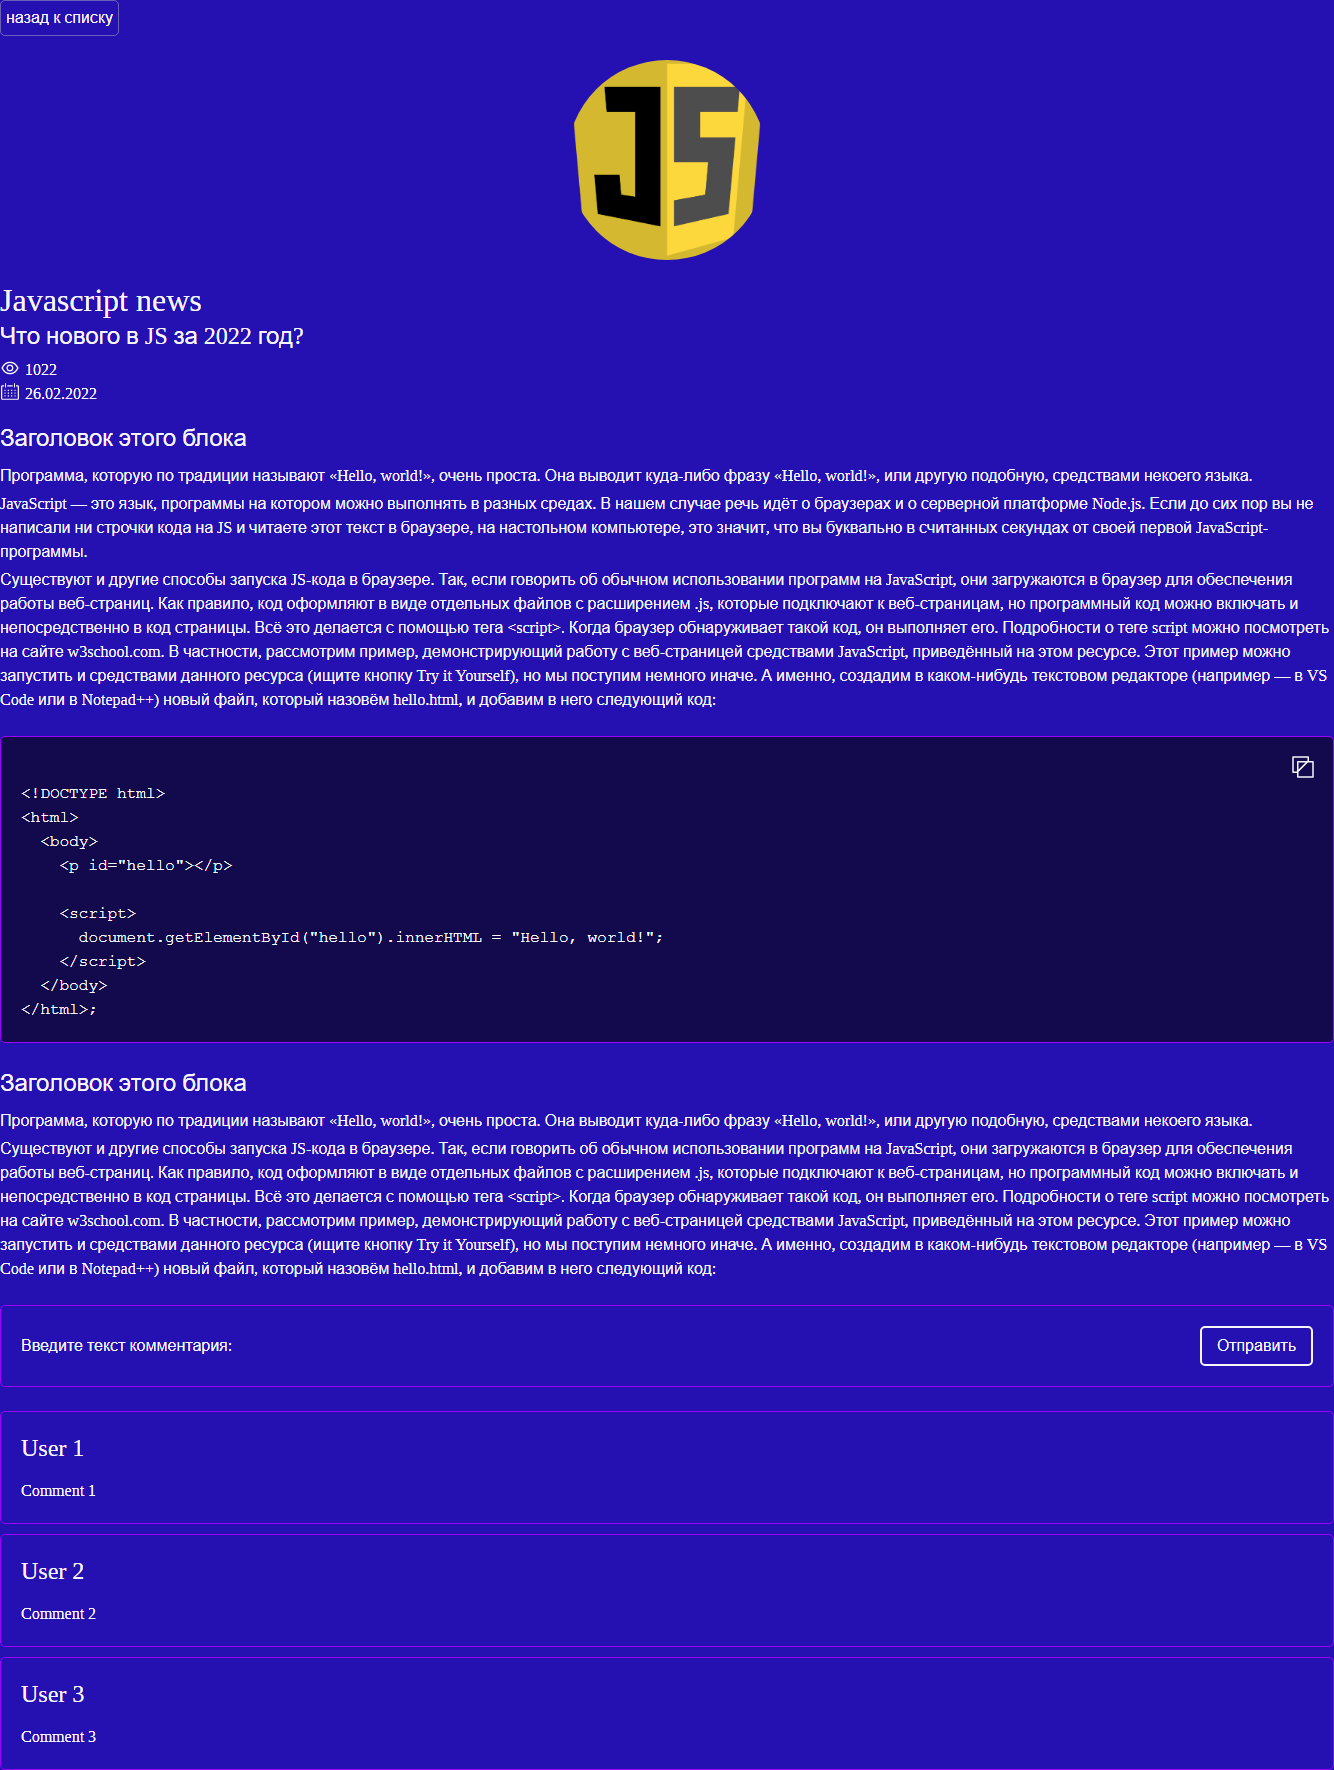 назад к списку
JS
Javascript news
Что нового в JS за 2022 год?
1022
26.02.2022
Заголовок этого блока
Программа, которую по традиции называют «Hello, world!», очень проста. Она выводит куда-либо фразу «Hello, world!», или другую подобную, средствами некоего языка.
JavaScript — это язык, программы на котором можно выполнять в разных средах. В нашем случае речь идёт о браузерах и о серверной платформе Node.js. Если до сих пор вы не
написали ни строчки кода на JS и читаете этот текст в браузере, на настольном компьютере, это значит, что вы буквально в считанных секундах от своей первой JavaScript-
программы.
Существуют и другие способы запуска JS-кода в браузере. Так, если говорить об обычном использовании программ на JavaScript, они загружаются в браузер для обеспечения
работы веб-страниц. Как правило, код оформляют в виде отдельных файлов с расширением .js, которые подключают к веб-страницам, но программный код можно включать и
непосредственно в код страницы. Всё это делается с помощью тега <script>. Когда браузер обнаруживает такой код, он выполняет его. Подробности о теге script можно посмотреть
на сайте w3school.com. В частности, рассмотрим пример, демонстрирующий работу с веб-страницей средствами JavaScript, приведённый на этом ресурсе. Этот пример можно
запустить и средствами данного ресурса (ищите кнопку Try it Yourself), но мы поступим немного иначе. А именно, создадим в каком-нибудь текстовом редакторе (например — в VS
Code или в Notepad++) новый файл, который назовём hello.html, и добавим в него следующий код:
<!DOCTYPE html>
<html>
<body>
<p id="hello"></p>
<script>
document.getElementById("hello").innerHTML = "Hello, world!";
</script>
</body>
</html>;
Заголовок этого блока
Программа, которую по традиции называют «Hello, world!», очень проста. Она выводит куда-либо фразу «Hello, world!», или другую подобную, средствами некоего языка.
Существуют и другие способы запуска JS-кода в браузере. Так, если говорить об обычном использовании программ на JavaScript, они загружаются в браузер для обеспечения
работы веб-страниц. Как правило, код оформляют в виде отдельных файлов с расширением .js, которые подключают к веб-страницам, но программный код можно включать и
непосредственно в код страницы. Всё это делается с помощью тега <script>. Когда браузер обнаруживает такой код, он выполняет его. Подробности о теге script можно посмотреть
на сайте w3school.com. В частности, рассмотрим пример, демонстрирующий работу с веб-страницей средствами JavaScript, приведённый на этом ресурсе. Этот пример можно
запустить и средствами данного ресурса (ищите кнопку Try it Yourself), но мы поступим немного иначе. А именно, создадим в каком-нибудь текстовом редакторе (например — в VS
Code или в Notepad++) новый файл, который назовём hello.html, и добавим в него следующий код:
Введите текст комментария:
Отправить
User 1
Comment 1
User 2
Comment 2
User 3
Comment 3